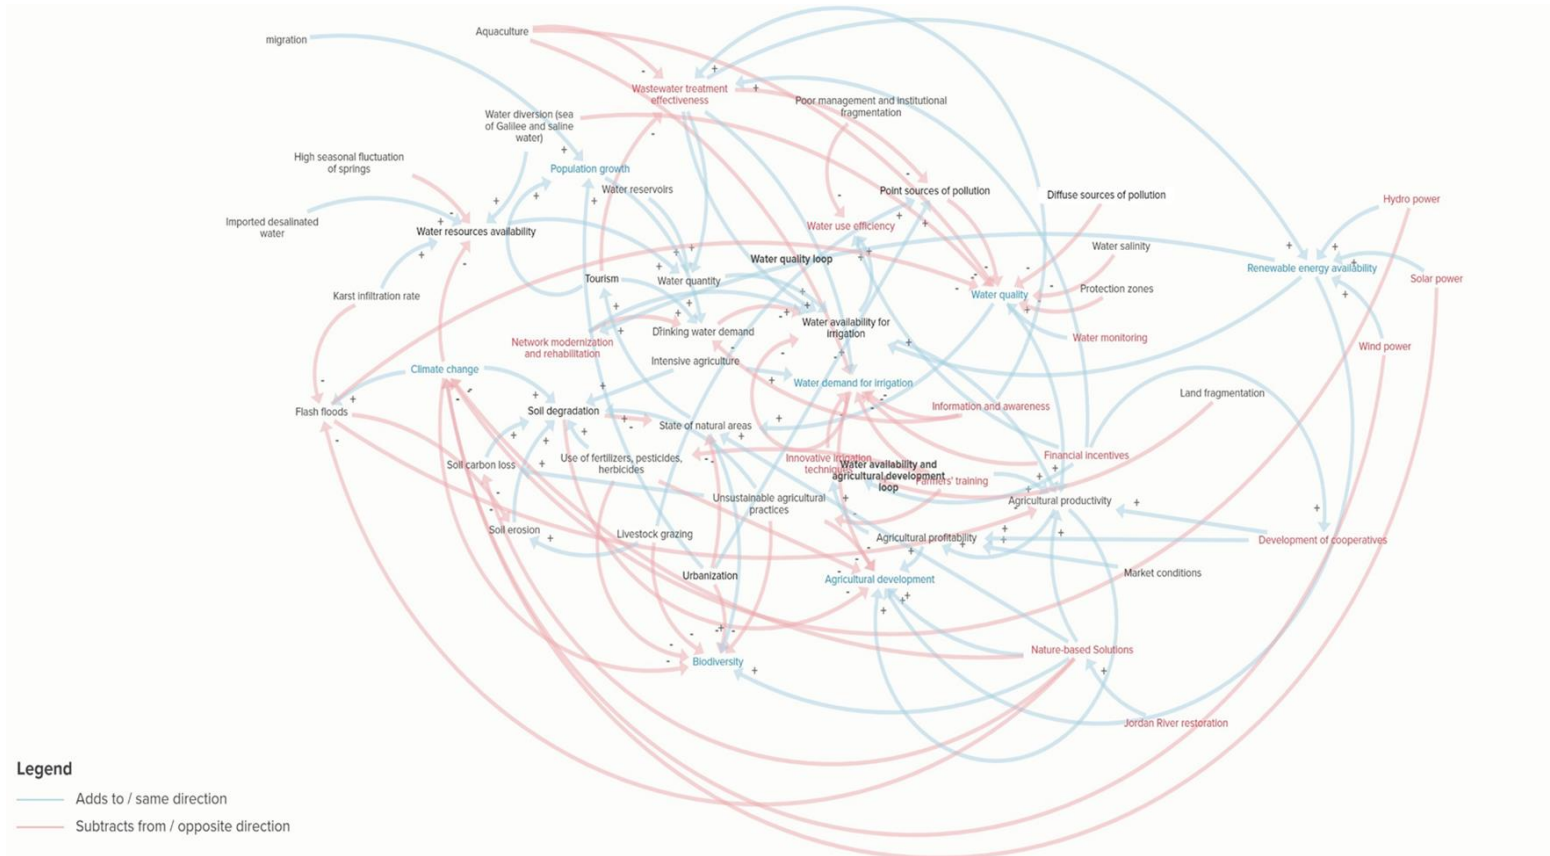 migration
Aquaculture
Wastewater treatment
effectiveness
Poor management and institutional
fragmentation
Water diversion (sea
of Galilee and saline
water)
High seasonal fluctuation
of springs
Population growth
Water reservoirs
Point sources of pollution
Diffuse sources of pollution
Hydro power
Imported desalinated
water
Water resources availability
Water use efficiency
Water salinity
Water quality loop
Renewable energy availability
Tourism
Water quantity
Solar power
Karst infiltration rate
Water quality
Protection zones
Water availability for
irrigation
Drinking water demand
Network modernization
and rehabilitation
Water monitoring
Wind power
Intensive agriculture
Climate change
Water demand for irrigation
Land fragmentation
Flash floods
Soil degradation
Information and awareness
State of natural areas
Financial incentives
Soil carbon loss
Use of fertilizers, pesticides,
herbicides
Innovative irrigation
techniques
Water availability and
agricultural development
loop
Farmers' training
Unsustainable agricultural
practices
Agricultural productivity
Soil erosion
Livestock grazing
Agricultural profitability
Development of cooperatives
Urbanization
Agricultural development
Market conditions
Nature-based Solutions
Biodiversity
Jordan River restoration
Legend
Adds to / same direction
Subtracts from / opposite direction